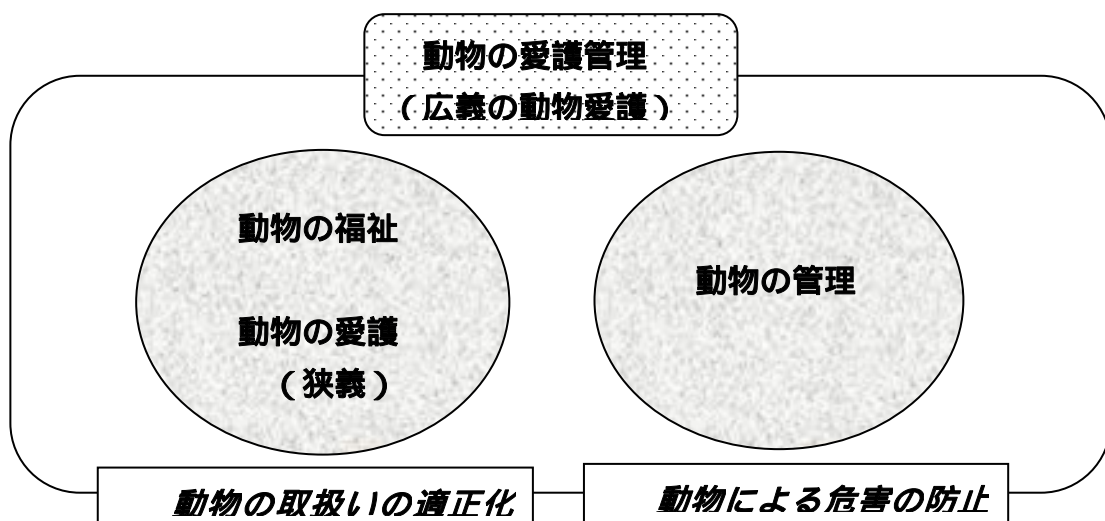 動物の愛護管理
(広義の動物愛護)
動物の福祉
動物の愛護
(狭義)
動物の管理
動物の取扱いの適正化
動物による危害の防止